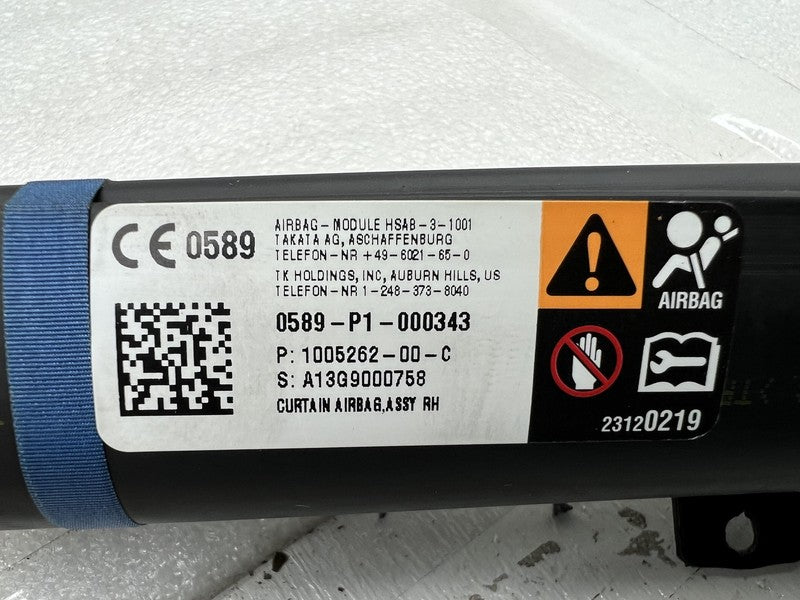 CE 0589
AIRBAG-MODULE HSAB-3-1001
TAKATA AG, ASCHAFFENBURG
TELEFON-NR +49-6021-65-0
TK HOLDINGS, INC, AUBURN HILLS, US
TELEFON-NR 1-248-373-8040
0589-P1-000343
P: 1005262-00-C
S: A13G9000758
CURTAIN AIRBAG,ASSY RH
AIRBAG
23120219